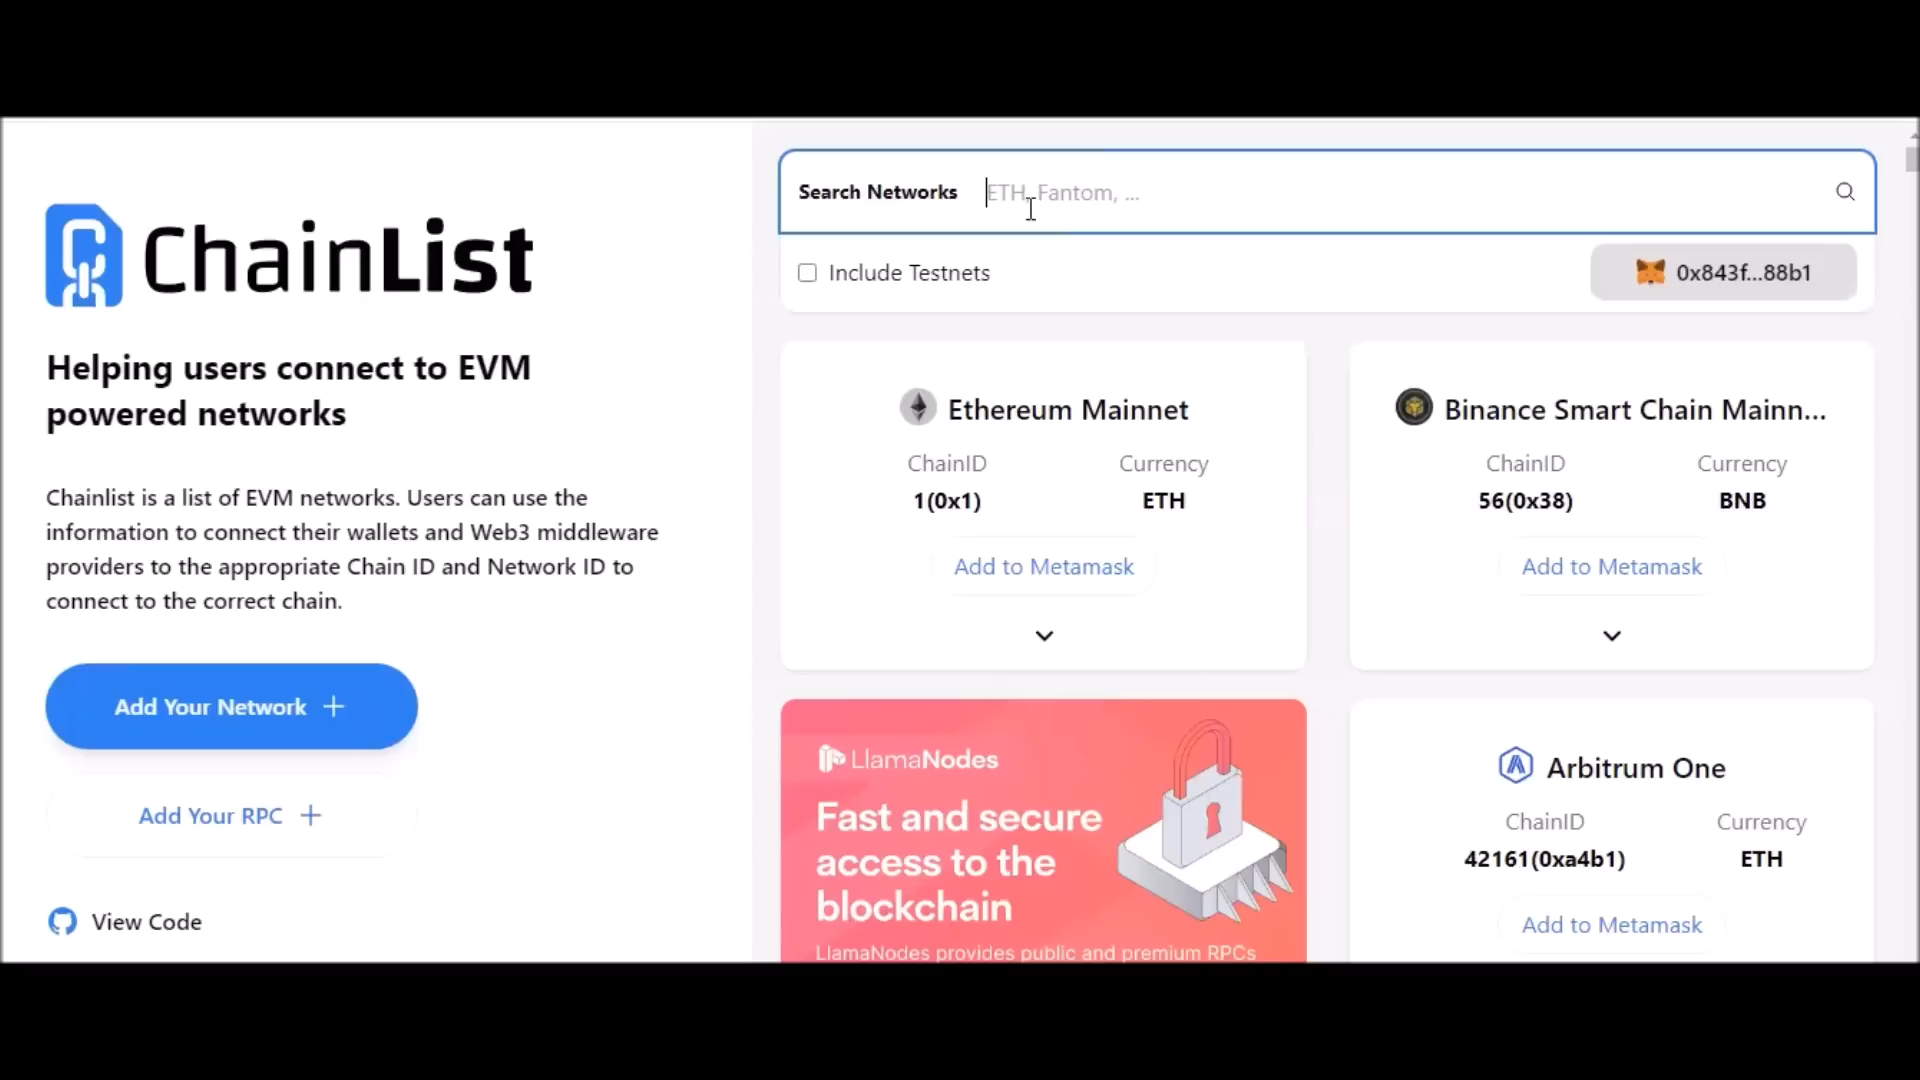 ChainList
Helping users connect to EVM
powered networks
Chainlist is a list of EVM networks. Users can use the
information to connect their wallets and Web3 middleware
providers to the appropriate Chain ID and Network ID to
connect to the correct chain.
Add Your Network
Add Your RPC
View Code
Search Networks ETH, Fantom, ...
Include Testnets
0x843f...88b1
Ethereum Mainnet
ChainID Currency
1(0x1) ETH
Add to Metamask
Binance Smart Chain Mainn...
ChainID Currency
56(0x38) BNB
Add to Metamask
LlamaNodes
Fast and secure
access to the
blockchain
LlamaNodes provides public and premium RPCs
Arbitrum One
ChainID Currency
42161(0xa4b1) ETH
Add to Metamask